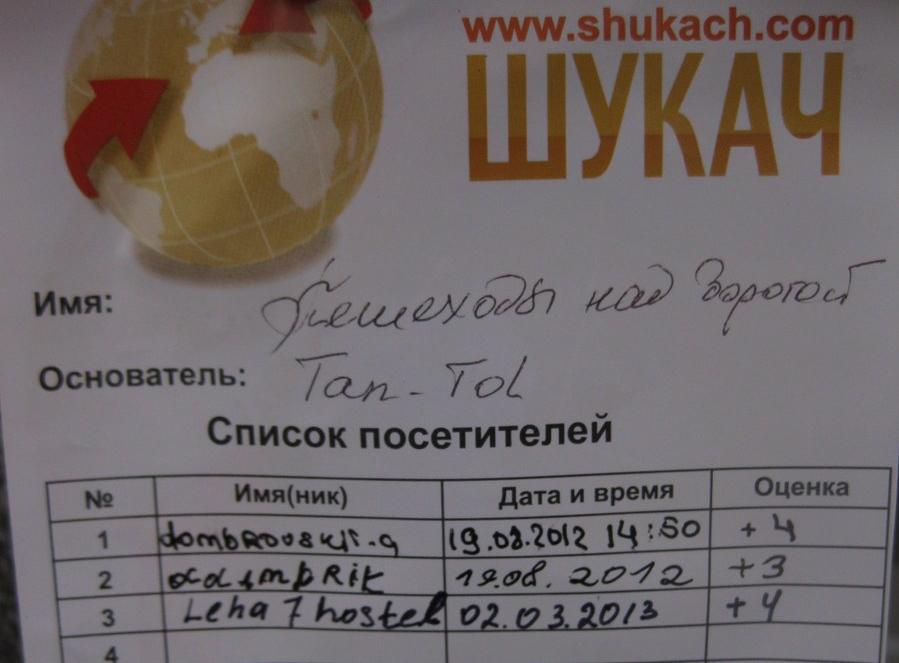 www.shukach.com
ШУКАЧ
Имя: Пешеходы над дорогой
Основатель: Tan-Tol
Список посетителей
№ Имя(ник) Дата и время Оценка
1 dombrovskij.a 19.08.2012 14:50 +4
2 19.08.2012 +3
3 Leha7hostel 02.03.2013 +4
4